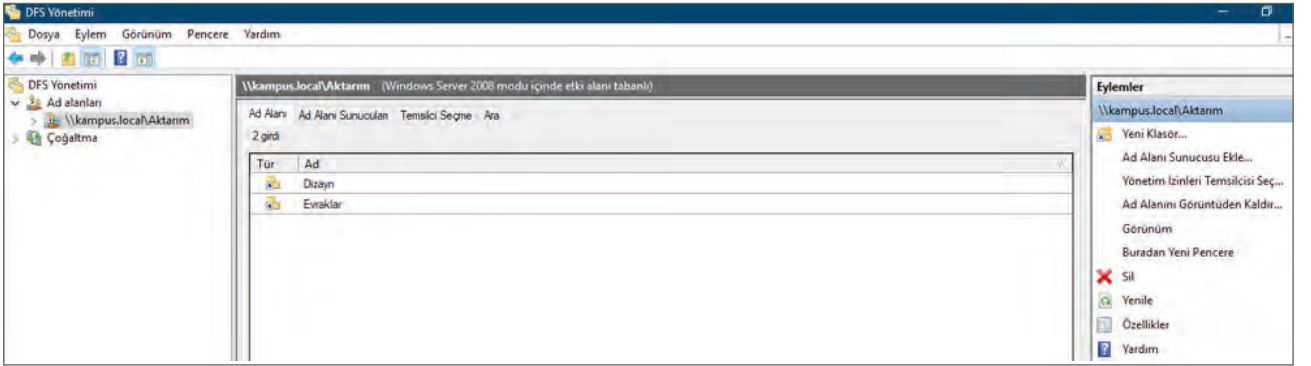 DFS Yönetimi
Dosya Eylem Görünüm Pencere Yardım
DFS Yönetimi
Ad alanları
\\kampus.local\Aktarım
Çoğaltma
\\kampus.local\Aktarım (Windows Server 2008 modu içinde etki alanı tabanlı)
Ad Alanı Ad Alanı Sunucuları Temsilci Seçme Ara
2 girdi
Tür Ad
Dizayn
Evraklar
Eylemler
\\kampus.local\Aktarım
Yeni Klasör...
Ad Alanı Sunucusu Ekle...
Yönetim İzinleri Temsilcisi Seç...
Ad Alanını Görüntüden Kaldır...
Görünüm
Buradan Yeni Pencere
Sil
Yenile
Özellikler
Yardım